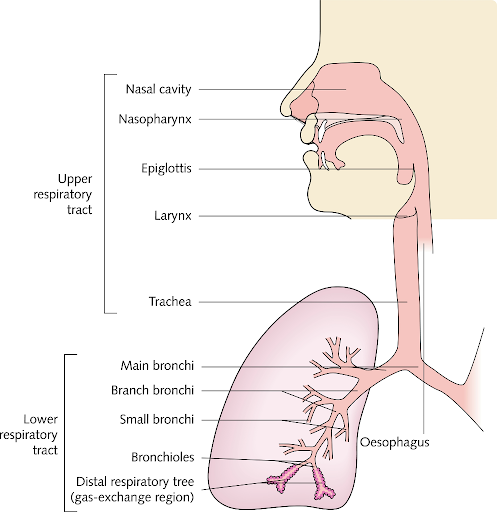 Nasal cavity
Nasopharynx
Epiglottis
Upper
respiratory
tract
Larynx
Trachea
Main bronchi
Branch bronchi
Small bronchi
Lower
respiratory
tract
Oesophagus
Bronchioles
Distal respiratory tree
(gas-exchange region)